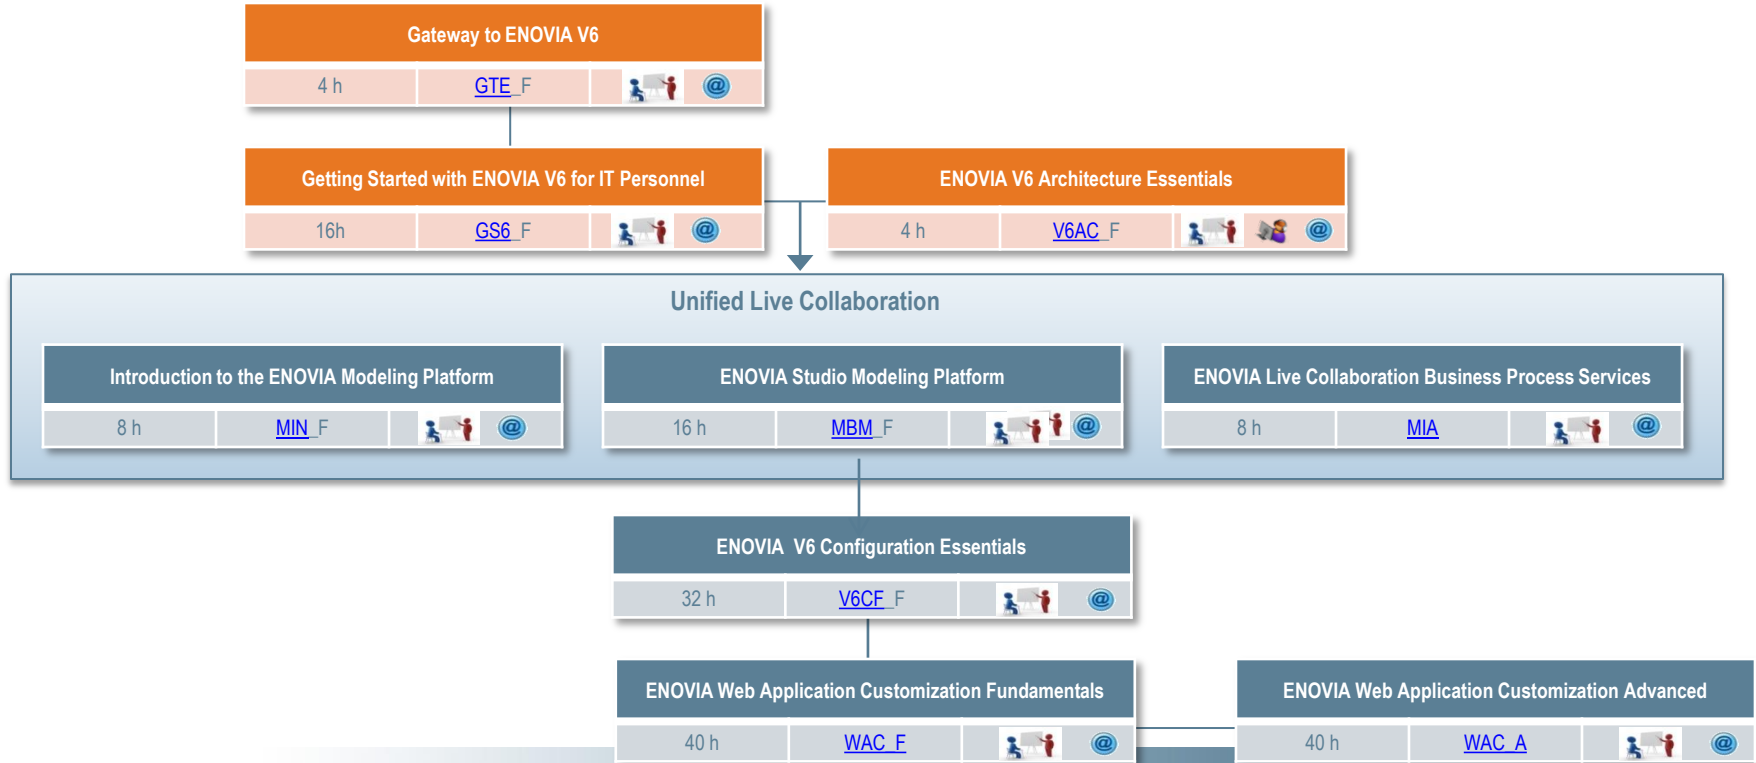 Gateway to ENOVIA V6
4 h GTE_F @
Getting Started with ENOVIA V6 for IT Personnel ENOVIA V6 Architecture Essentials
16h GS6_F @ 4 h V6AC_F @
Unified Live Collaboration
Introduction to the ENOVIA Modeling Platform ENOVIA Studio Modeling Platform ENOVIA Live Collaboration Business Process Services
8 h MIN_F @ 16 h MBM_F @ 8 h MIA @
ENOVIA V6 Configuration Essentials
32 h V6CF_F @
ENOVIA Web Application Customization Fundamentals ENOVIA Web Application Customization Advanced
40 h WAC_F @ 40 h WAC_A @